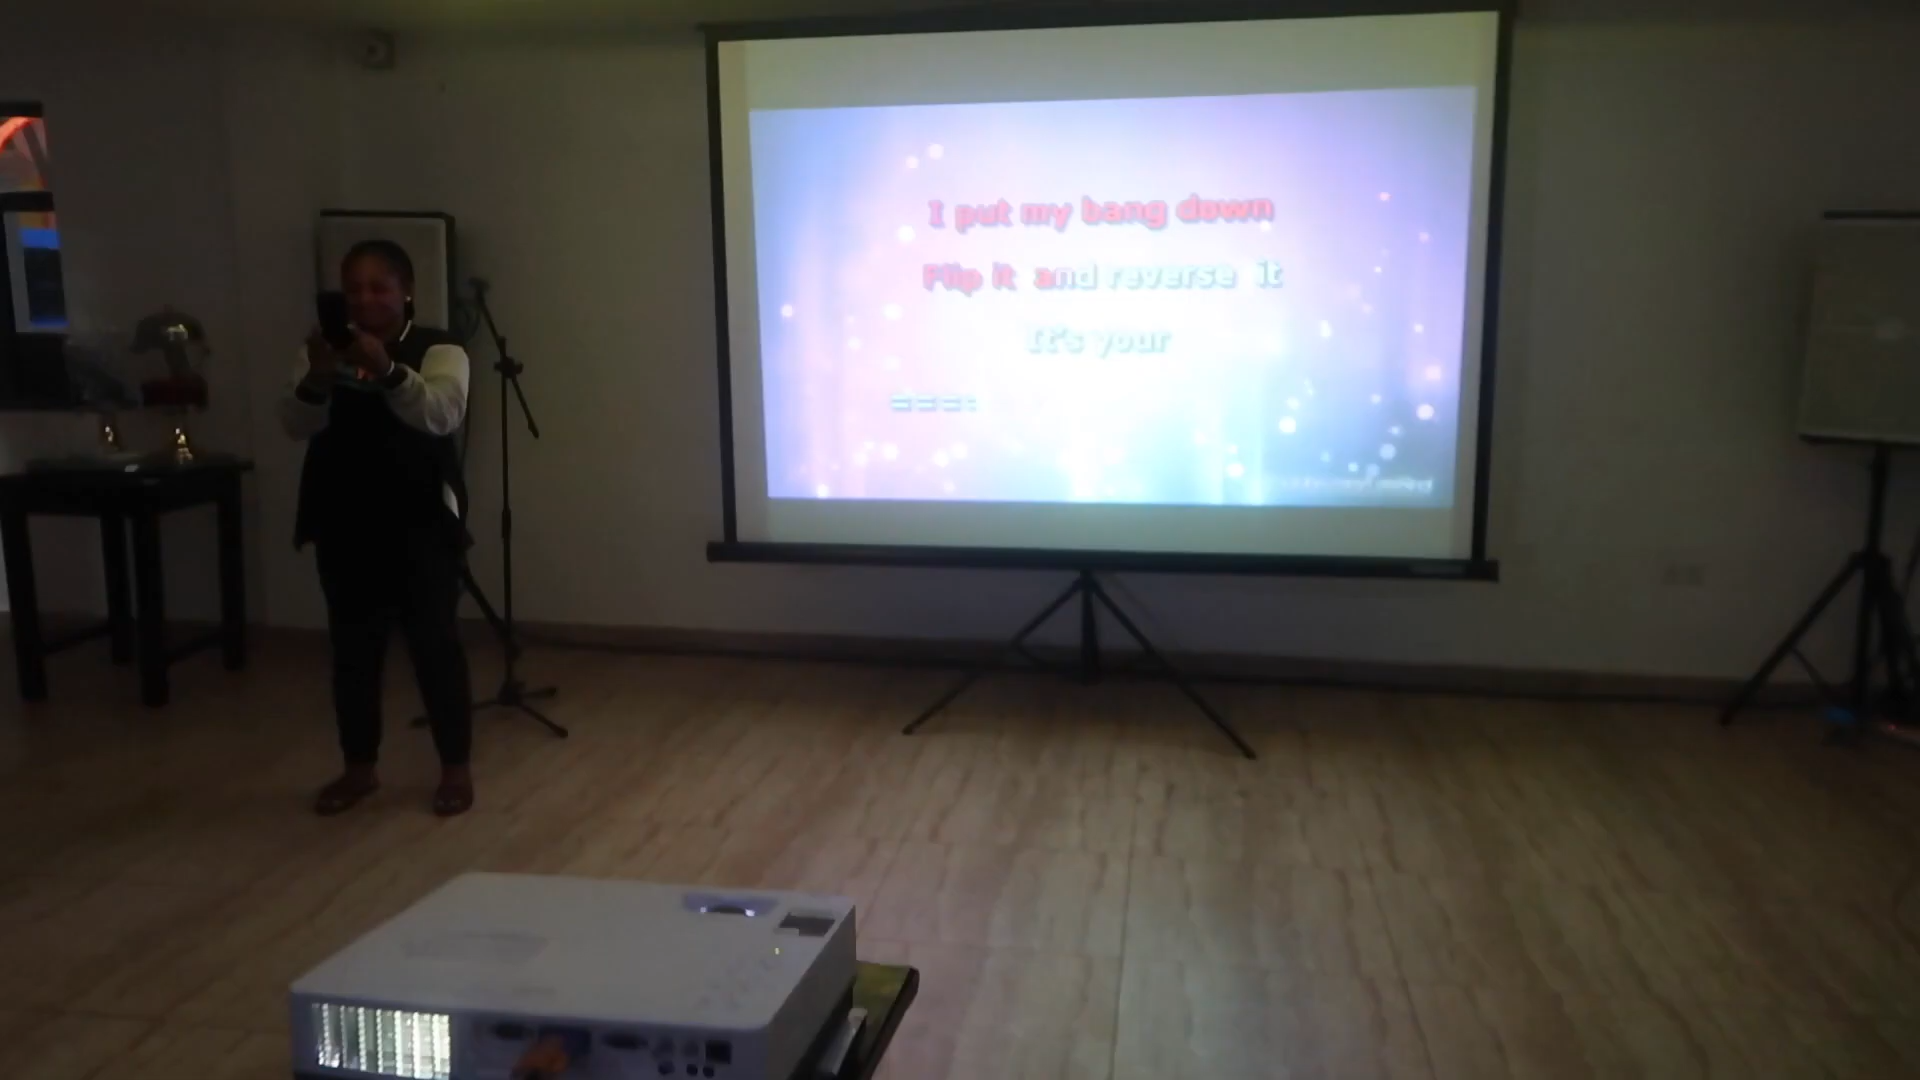 I put my bang down
Flip it and reverse it
It's your
===: